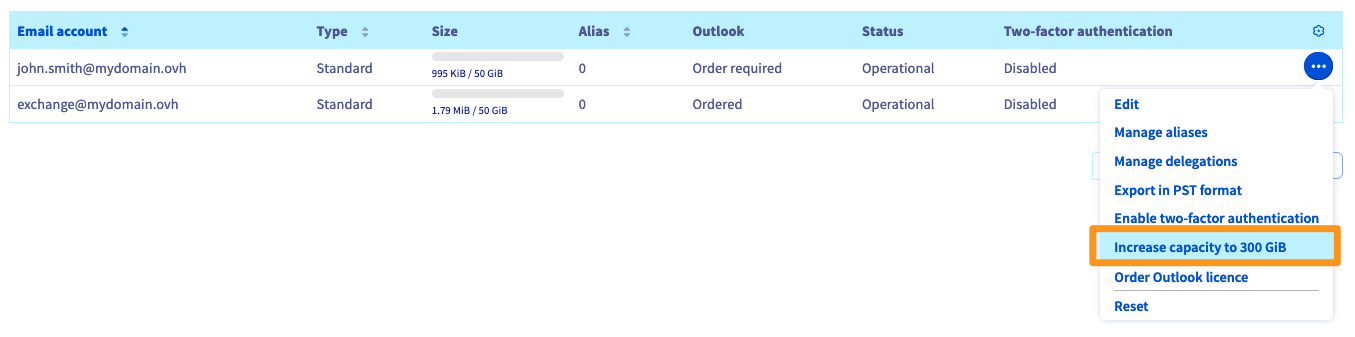 Email account Type Size Alias Outlook Status Two-factor authentication
john.smith@mydomain.ovh Standard 995 KiB / 50 GiB 0 Order required Operational Disabled
exchange@mydomain.ovh Standard 1.79 MiB / 50 GiB 0 Ordered Operational Disabled
Edit
Manage aliases
Manage delegations
Export in PST format
Enable two-factor authentication
Increase capacity to 300 GiB
Order Outlook licence
Reset